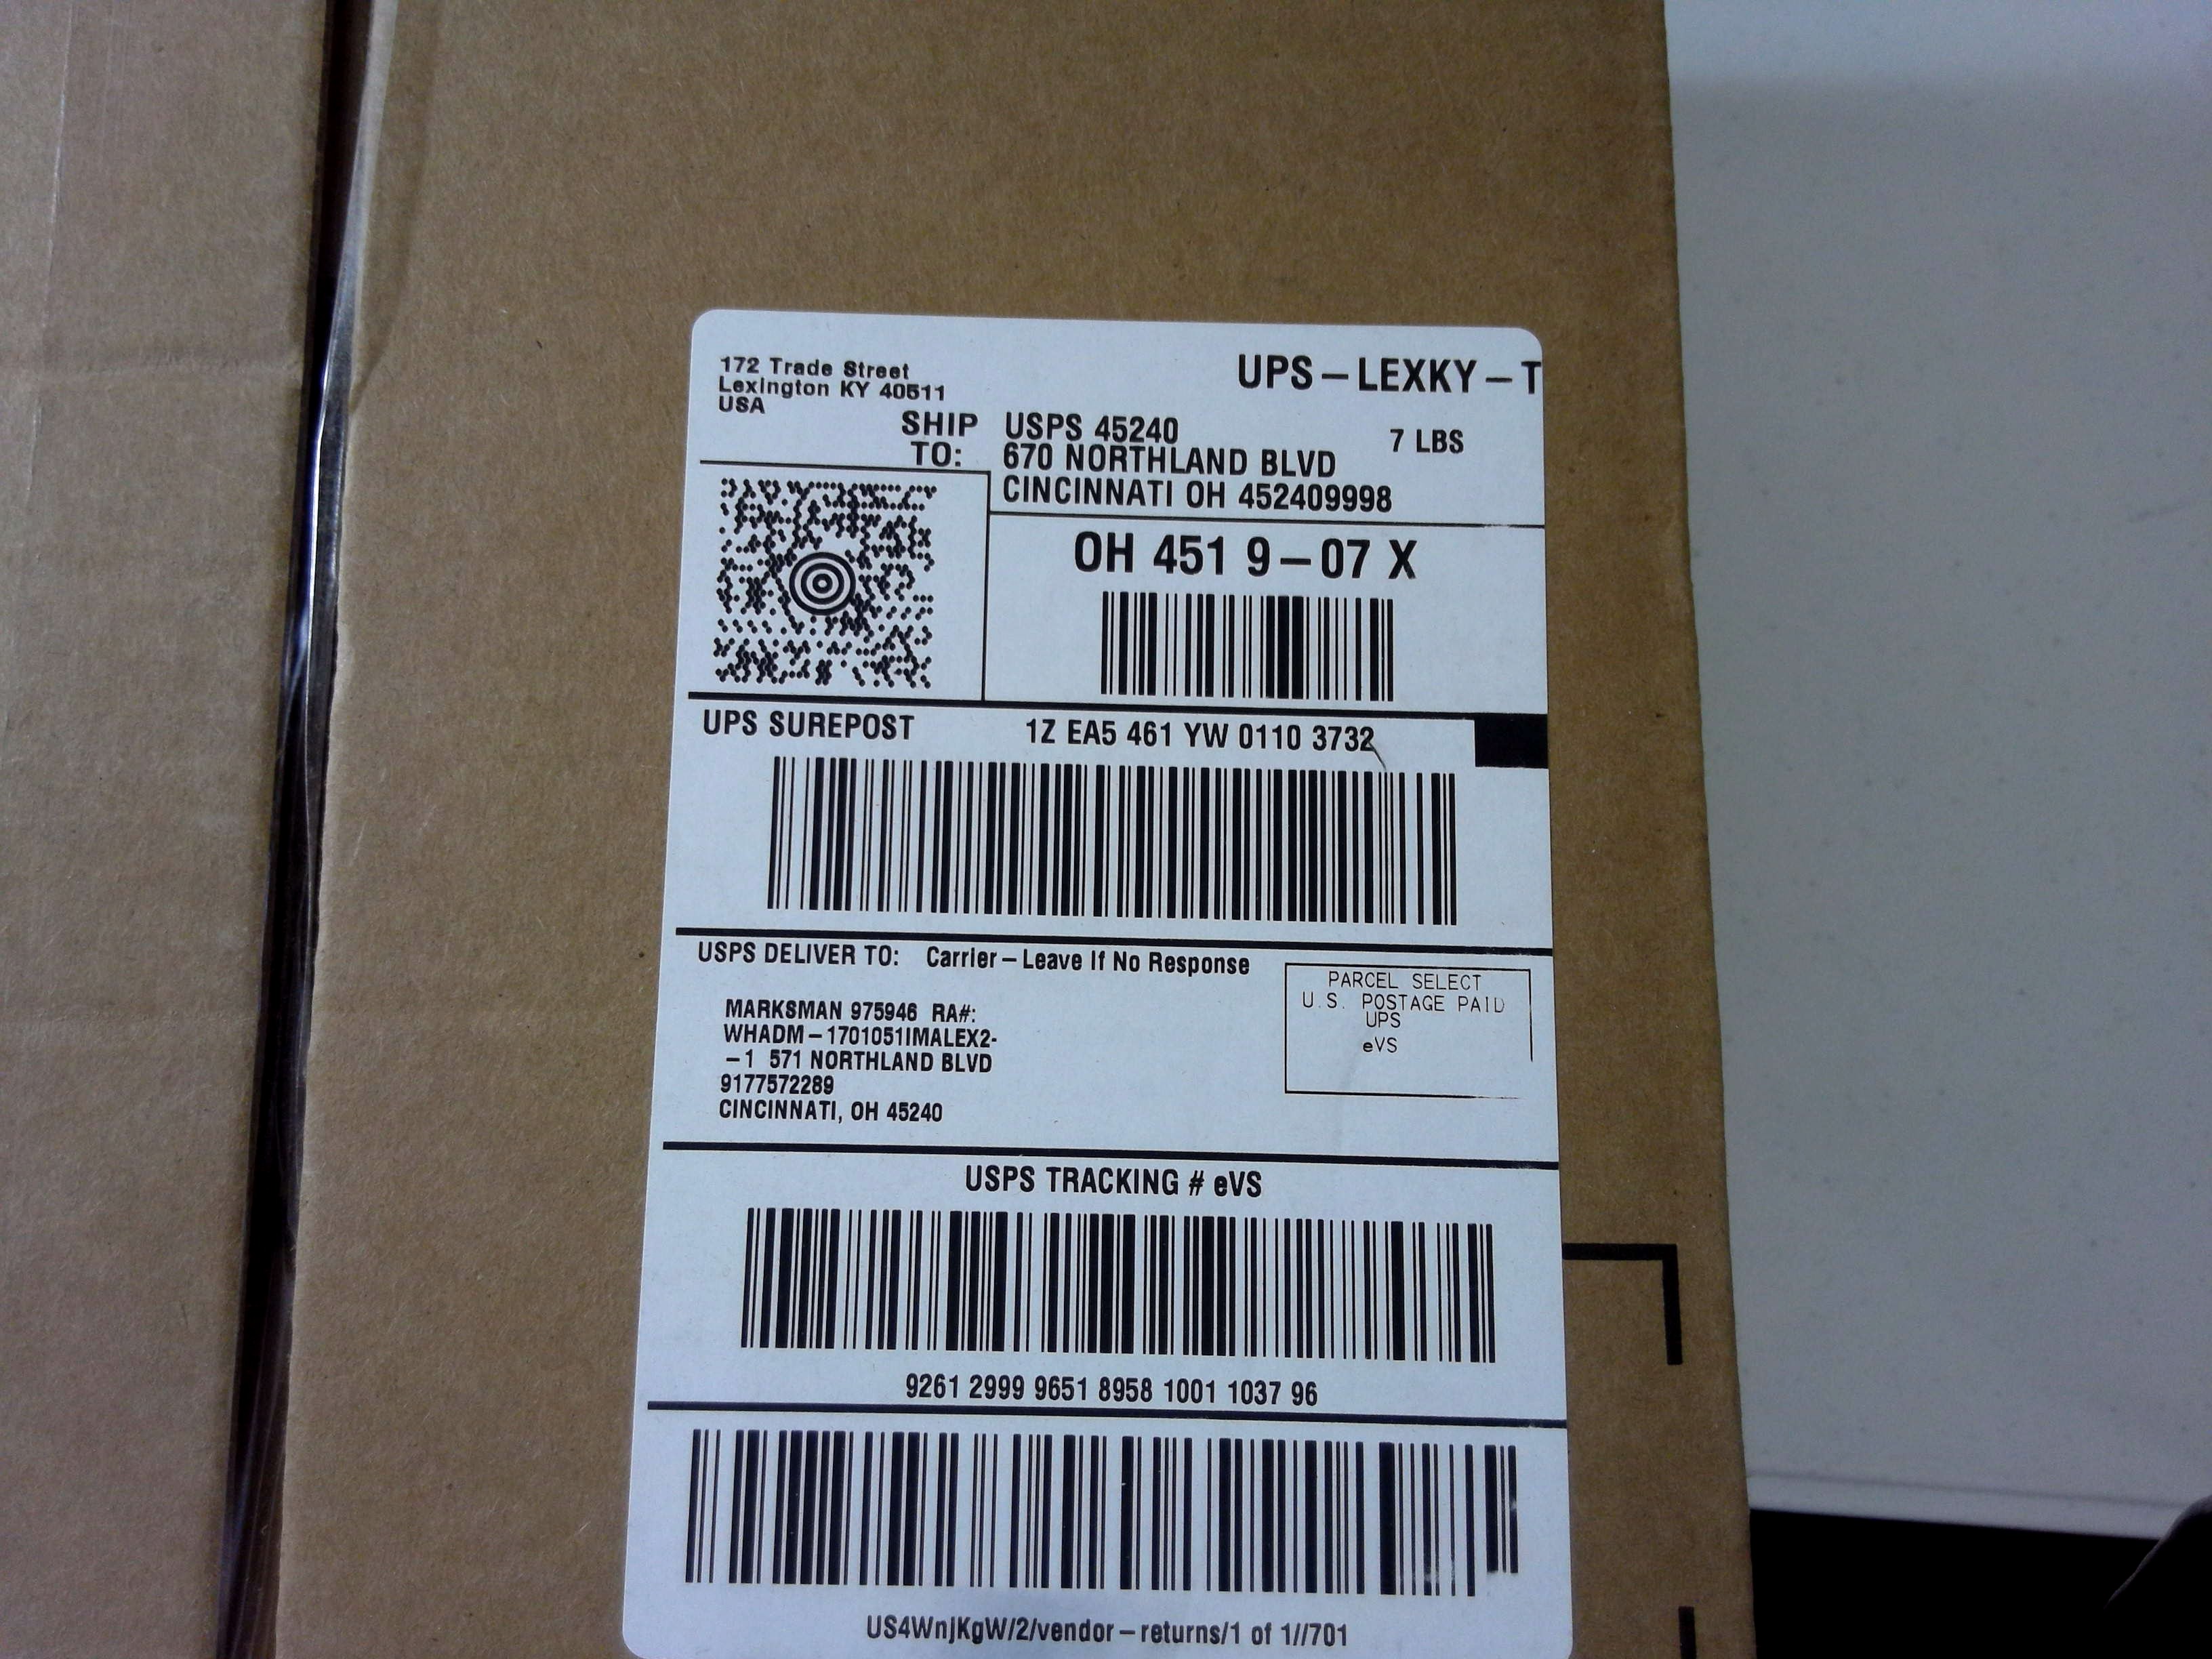 172 Trade Street
Lexington KY 40511
USA
UPS – LEXKY – T
SHIP TO:
USPS 45240
670 NORTHLAND BLVD
CINCINNATI OH 452409998
7 LBS
OH 451 9 – 07 X
UPS SUREPOST
1Z EA5 461 YW 0110 3732
USPS DELIVER TO: Carrier – Leave If No Response
MARKSMAN 975946 RA#:
WHADM – 1701051IMALEX2-
– 1 571 NORTHLAND BLVD
9177572289
CINCINNATI, OH 45240
PARCEL SELECT
U.S. POSTAGE PAID
UPS
eVS
USPS TRACKING # eVS
9261 2999 9651 8958 1001 1037 96
US4WnJKgW/2/vendor – returns/1 of 1//701